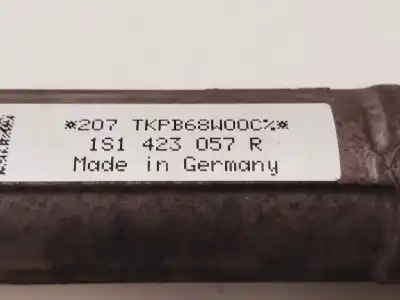 *207 TKPB68W00C%*
1S1 423 057 R
Made in Germany